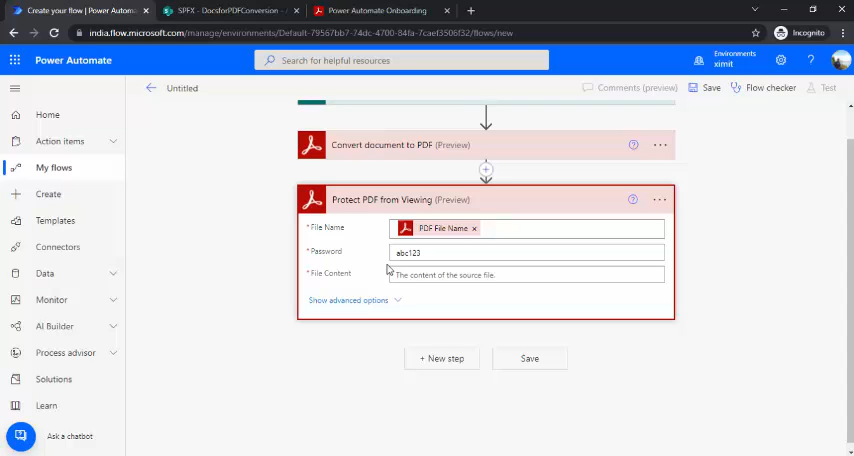 Create your flow | Power Automate
SPFX - DocsforPDFConversion - A
Power Automate Onboarding
india.flow.microsoft.com/manage/environments/Default-79567bb7-74dc-4700-84fa-7caef3506f32/flows/new
Incognito
Power Automate
Search for helpful resources
Environments
ximit
Untitled
Comments (preview)
Save
Flow checker
Test
Home
Action items
My flows
Create
Templates
Connectors
Data
Monitor
AI Builder
Process advisor
Solutions
Learn
Ask a chatbot
Convert document to PDF (Preview)
Protect PDF from Viewing (Preview)
* File Name
PDF File Name ×
* Password
abc123
* File Content
The content of the source file.
Show advanced options
+ New step
Save